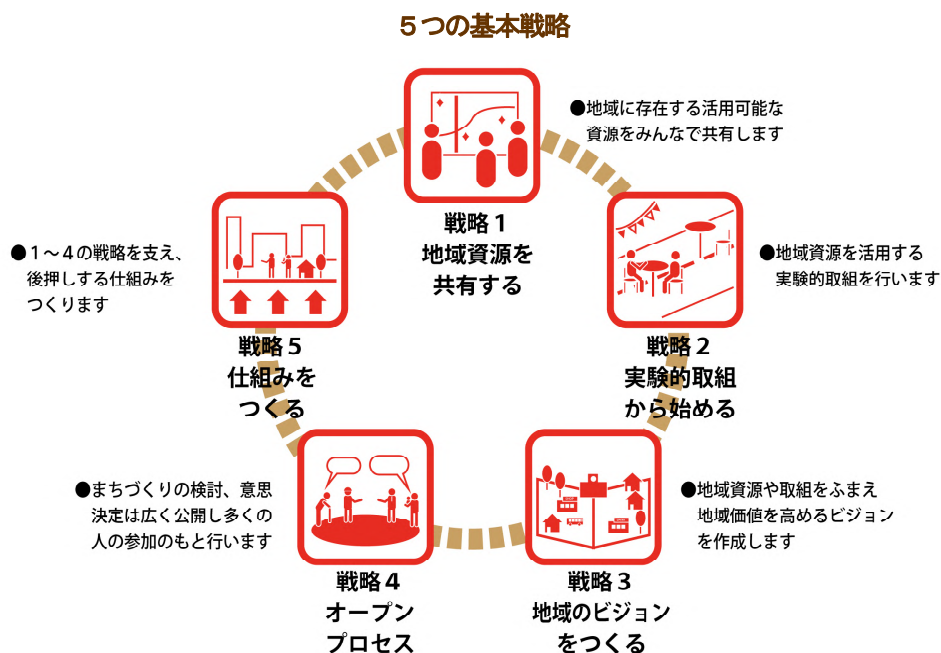 ５つの基本戦略
●地域に存在する活用可能な
資源をみんなで共有します
戦略１
地域資源を
共有する
●地域資源を活用する
実験的取組を行います
戦略２
実験的取組
から始める
●地域資源や取組をふまえ
地域価値を高めるビジョン
を作成します
戦略３
地域のビジョン
をつくる
●まちづくりの検討、意思
決定は広く公開し多くの
人の参加のもと行います
戦略４
オープン
プロセス
●１～４の戦略を支え、
後押しする仕組みを
つくります
戦略５
仕組みを
つくる